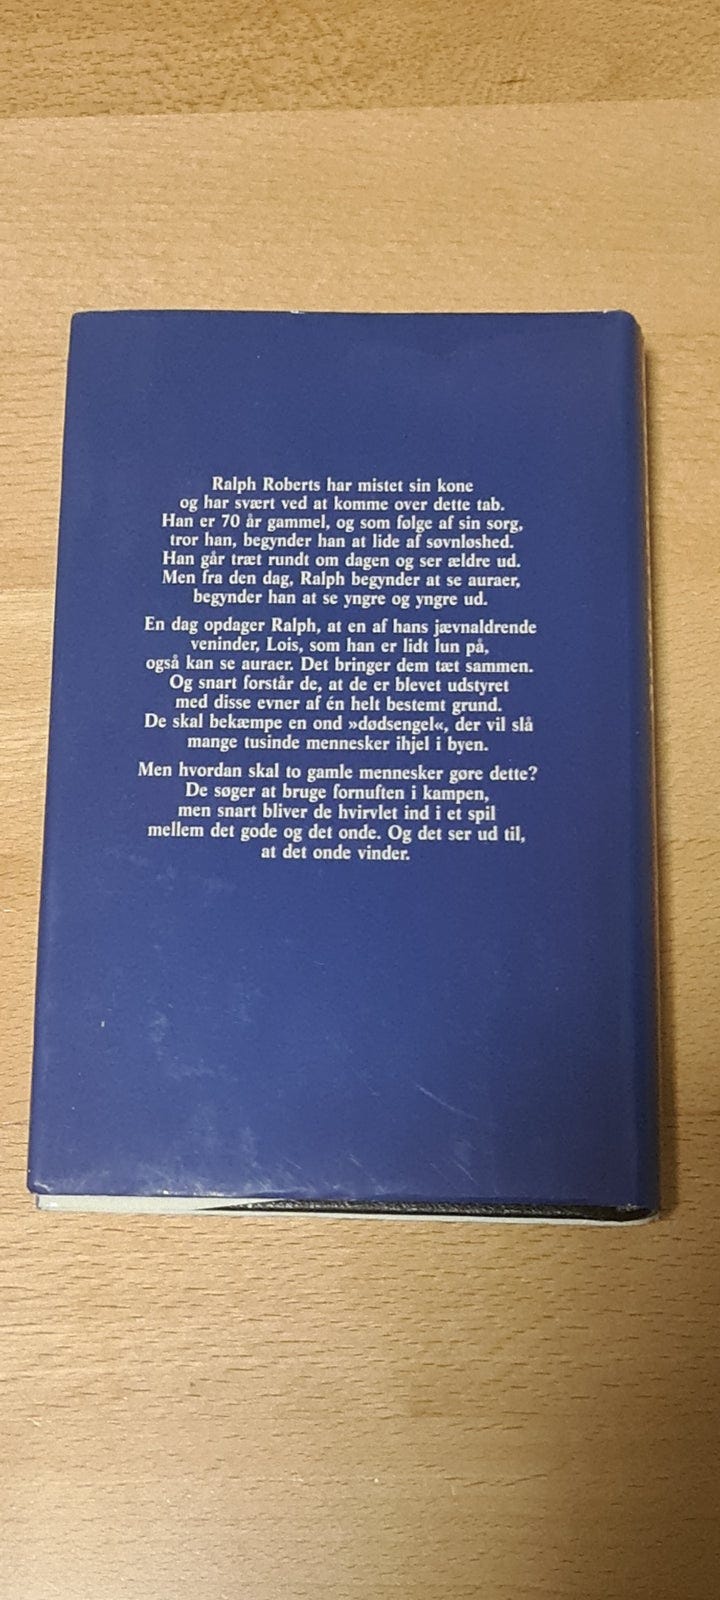 Ralph Roberts har mistet sin kone
og har svært ved at komme over dette tab.
Han er 70 år gammel, og som følge af sin sorg,
tror han, begynder han at lide af søvnløshed.
Han går træt rundt om dagen og ser ældre ud.
Men fra den dag, Ralph begynder at se auraer,
begynder han at se yngre og yngre ud.
En dag opdager Ralph, at en af hans jævnaldrende
veninder, Lois, som han er lidt lun på,
også kan se auraer. Det bringer dem tæt sammen.
Og snart forstår de, at de er blevet udstyret
med disse evner af én helt bestemt grund.
De skal bekæmpe en ond »dødsengel«, der vil slå
mange tusinde mennesker ihjel i byen.
Men hvordan skal to gamle mennesker gøre dette?
De søger at bruge fornuften i kampen,
men snart bliver de hvirvlet ind i et spil
mellem det gode og det onde. Og det ser ud til,
at det onde vinder.